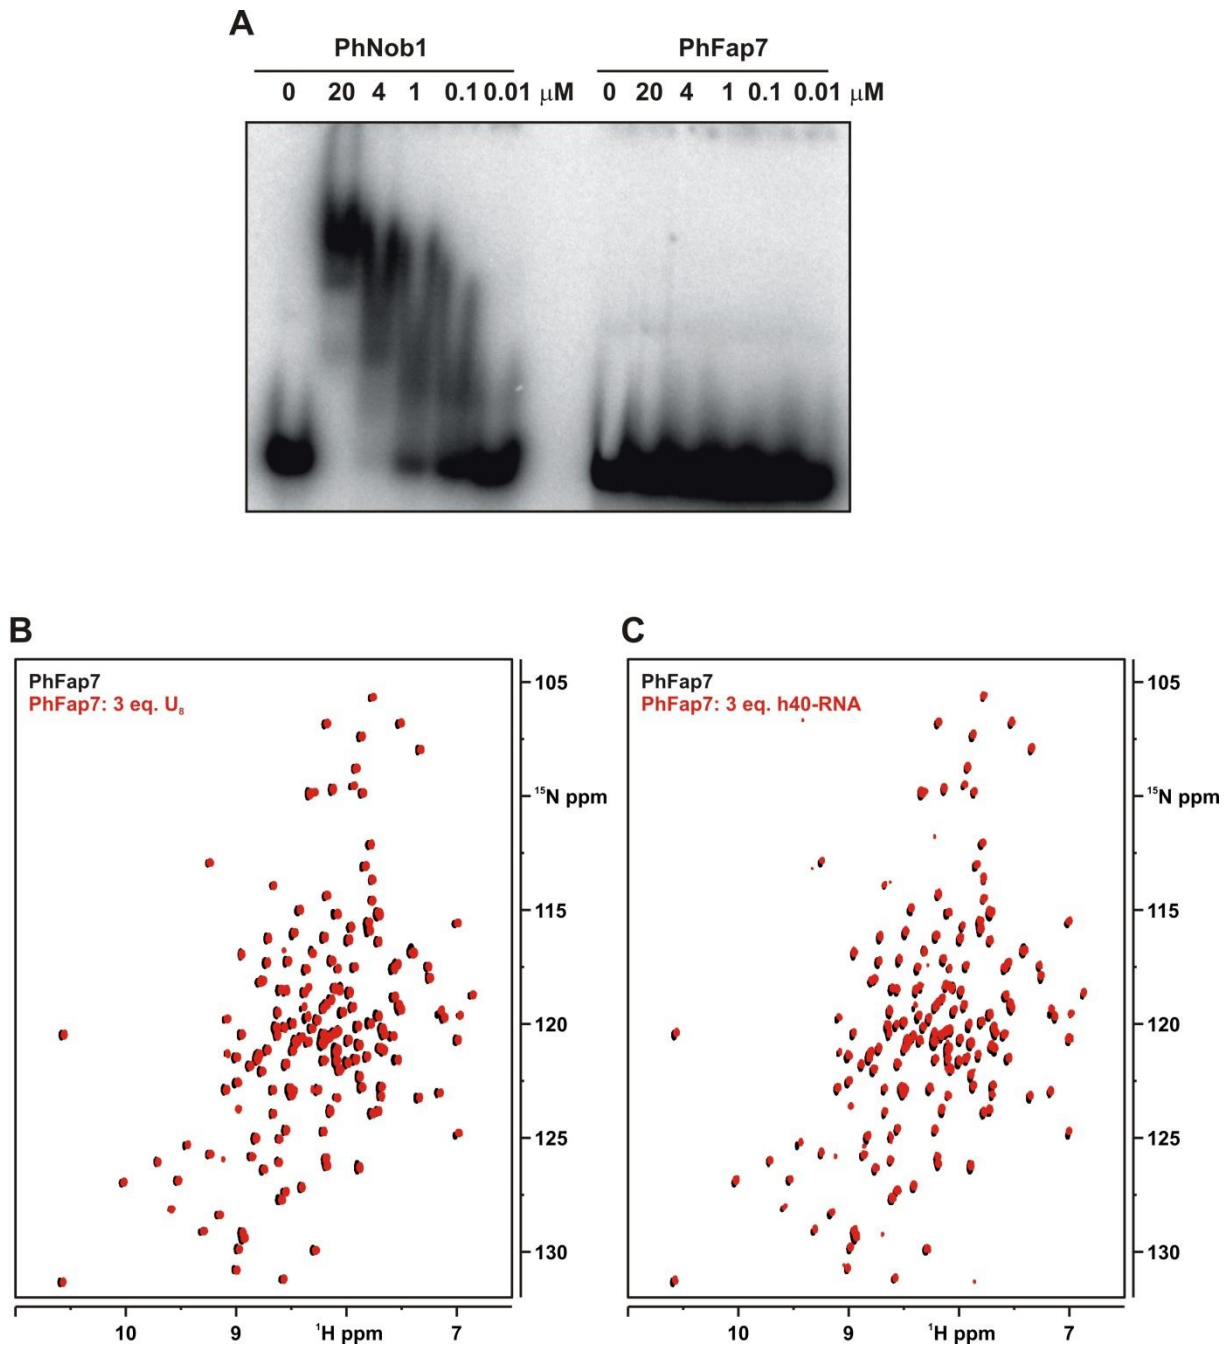 A
PhNob1 PhFap7
0 20 4 1 0.1 0.01 μM 0 20 4 1 0.1 0.01 μM
B C
PhFap7 PhFap7
PhFap7: 3 eq. U₈ PhFap7: 3 eq. h40-RNA
105 105
¹⁵N ppm ¹⁵N ppm
115 115
120 120
125 125
130 130
10 9 ¹H ppm 7 10 9 ¹H ppm 7